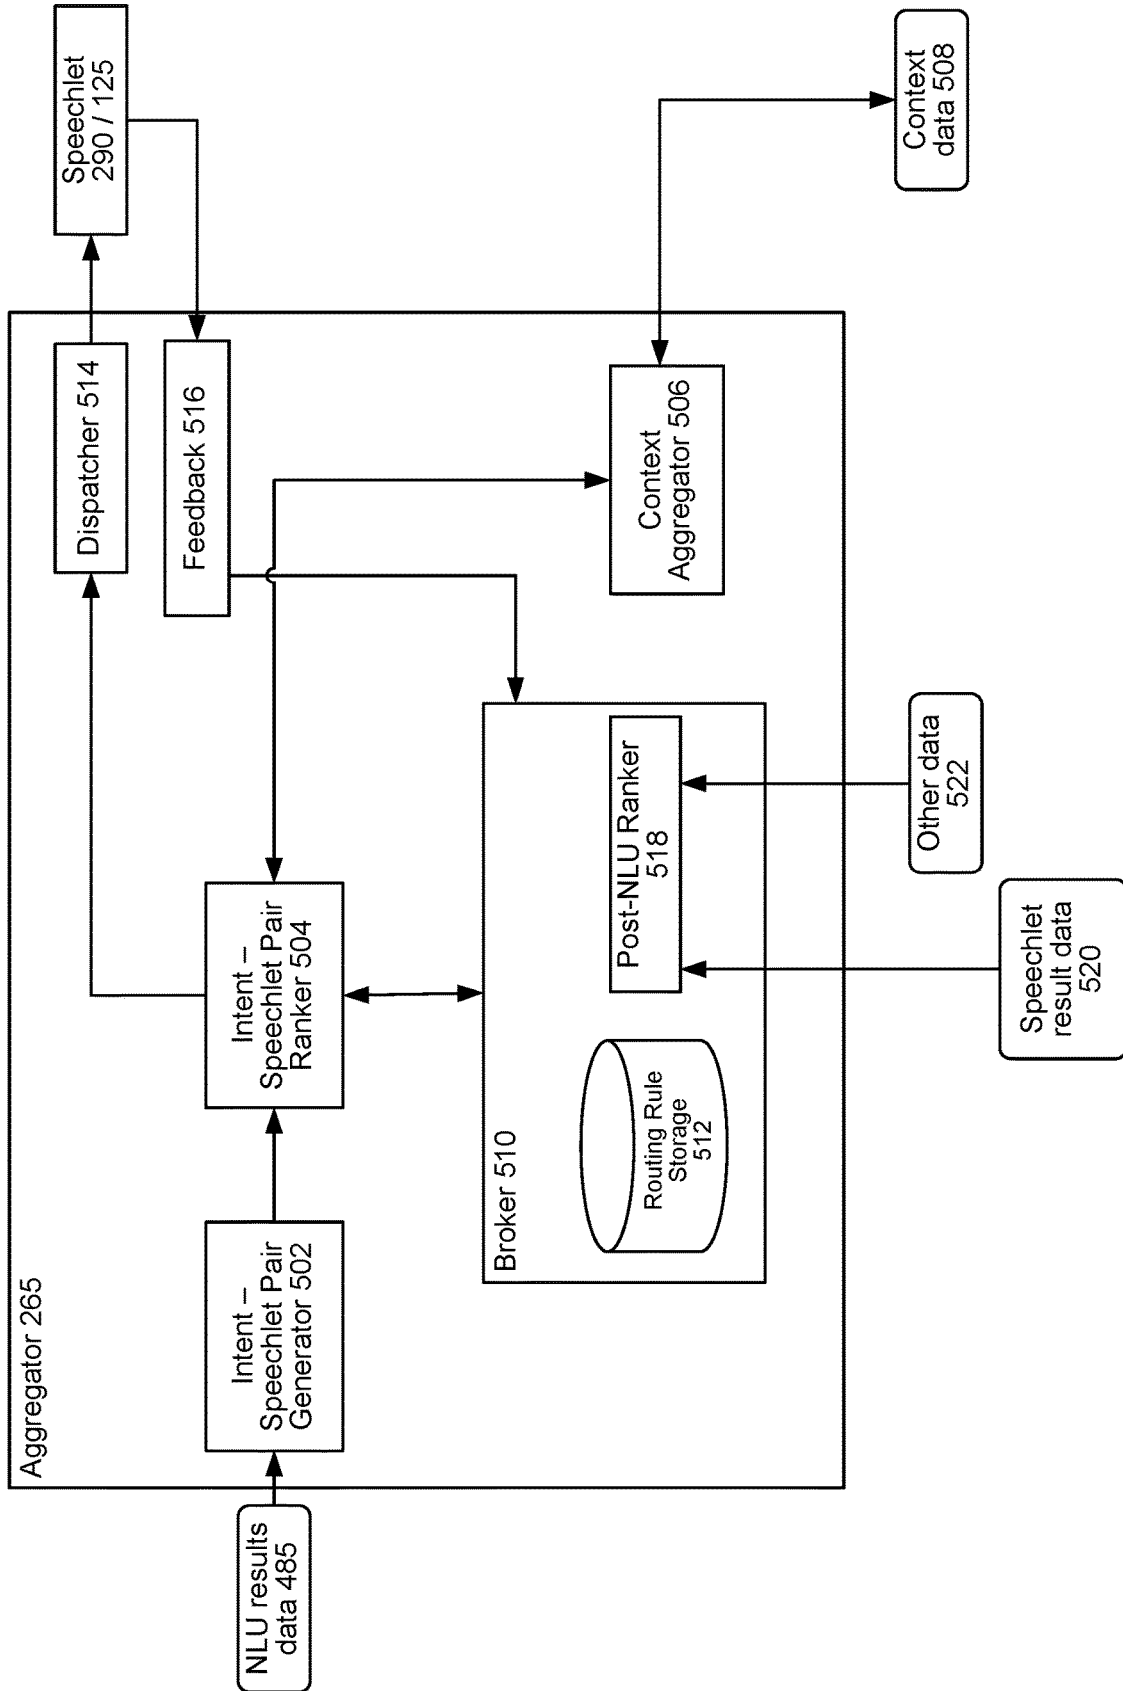 Aggregator 265
NLU results
data 485
Intent –
Speechlet Pair
Generator 502
Intent –
Speechlet Pair
Ranker 504
Dispatcher 514
Speechlet
290 / 125
Feedback 516
Context
Aggregator 506
Context
data 508
Broker 510
Routing Rule
Storage
512
Post-NLU Ranker
518
Speechlet
result data
520
Other data
522